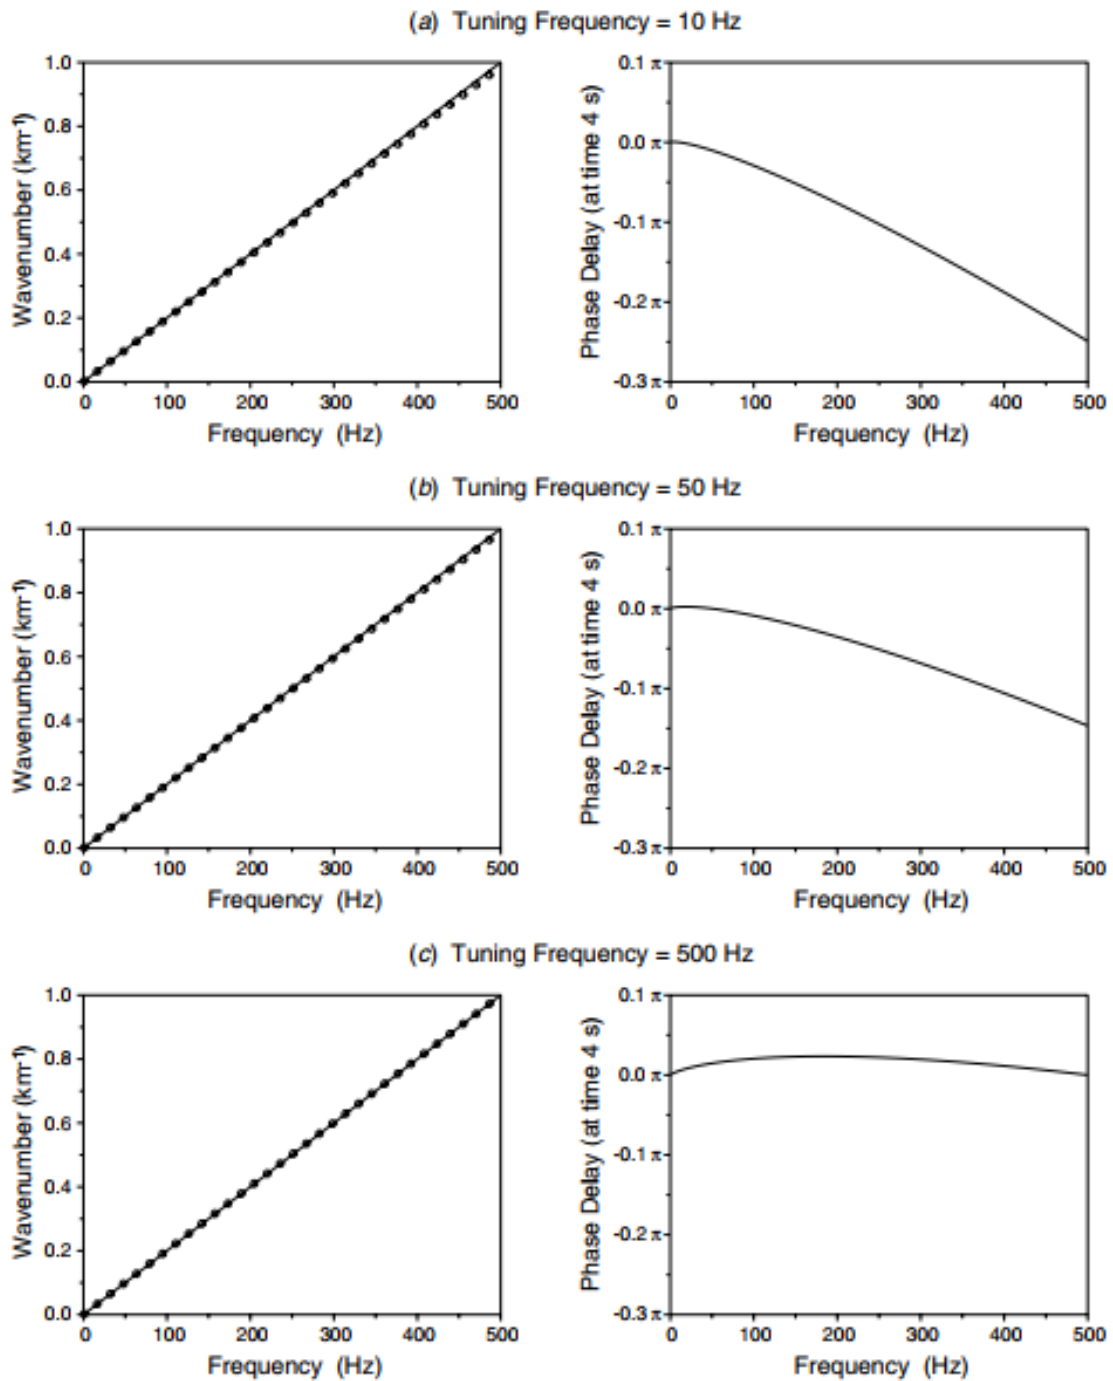 (a) Tuning Frequency = 10 Hz
Wavenumber (km⁻¹)
1.0
0.8
0.6
0.4
0.2
0.0
0 100 200 300 400 500
Frequency (Hz)
Phase Delay (at time 4 s)
0.1 π
0.0 π
-0.1 π
-0.2 π
-0.3 π
0 100 200 300 400 500
Frequency (Hz)
(b) Tuning Frequency = 50 Hz
Wavenumber (km⁻¹)
1.0
0.8
0.6
0.4
0.2
0.0
0 100 200 300 400 500
Frequency (Hz)
Phase Delay (at time 4 s)
0.1 π
0.0 π
-0.1 π
-0.2 π
-0.3 π
0 100 200 300 400 500
Frequency (Hz)
(c) Tuning Frequency = 500 Hz
Wavenumber (km⁻¹)
1.0
0.8
0.6
0.4
0.2
0.0
0 100 200 300 400 500
Frequency (Hz)
Phase Delay (at time 4 s)
0.1 π
0.0 π
-0.1 π
-0.2 π
-0.3 π
0 100 200 300 400 500
Frequency (Hz)